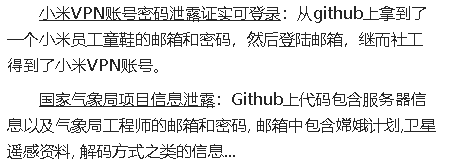 小米VPN账号密码泄露证实可登录：从github上拿到了
一个小米员工童鞋的邮箱和密码，然后登陆邮箱，继而社工
得到了小米VPN账号。
国家气象局项目信息泄露：Github上代码包含服务器信
息以及气象局工程师的邮箱和密码, 邮箱中包含嫦娥计划,卫星
遥感资料, 解码方式之类的信息...